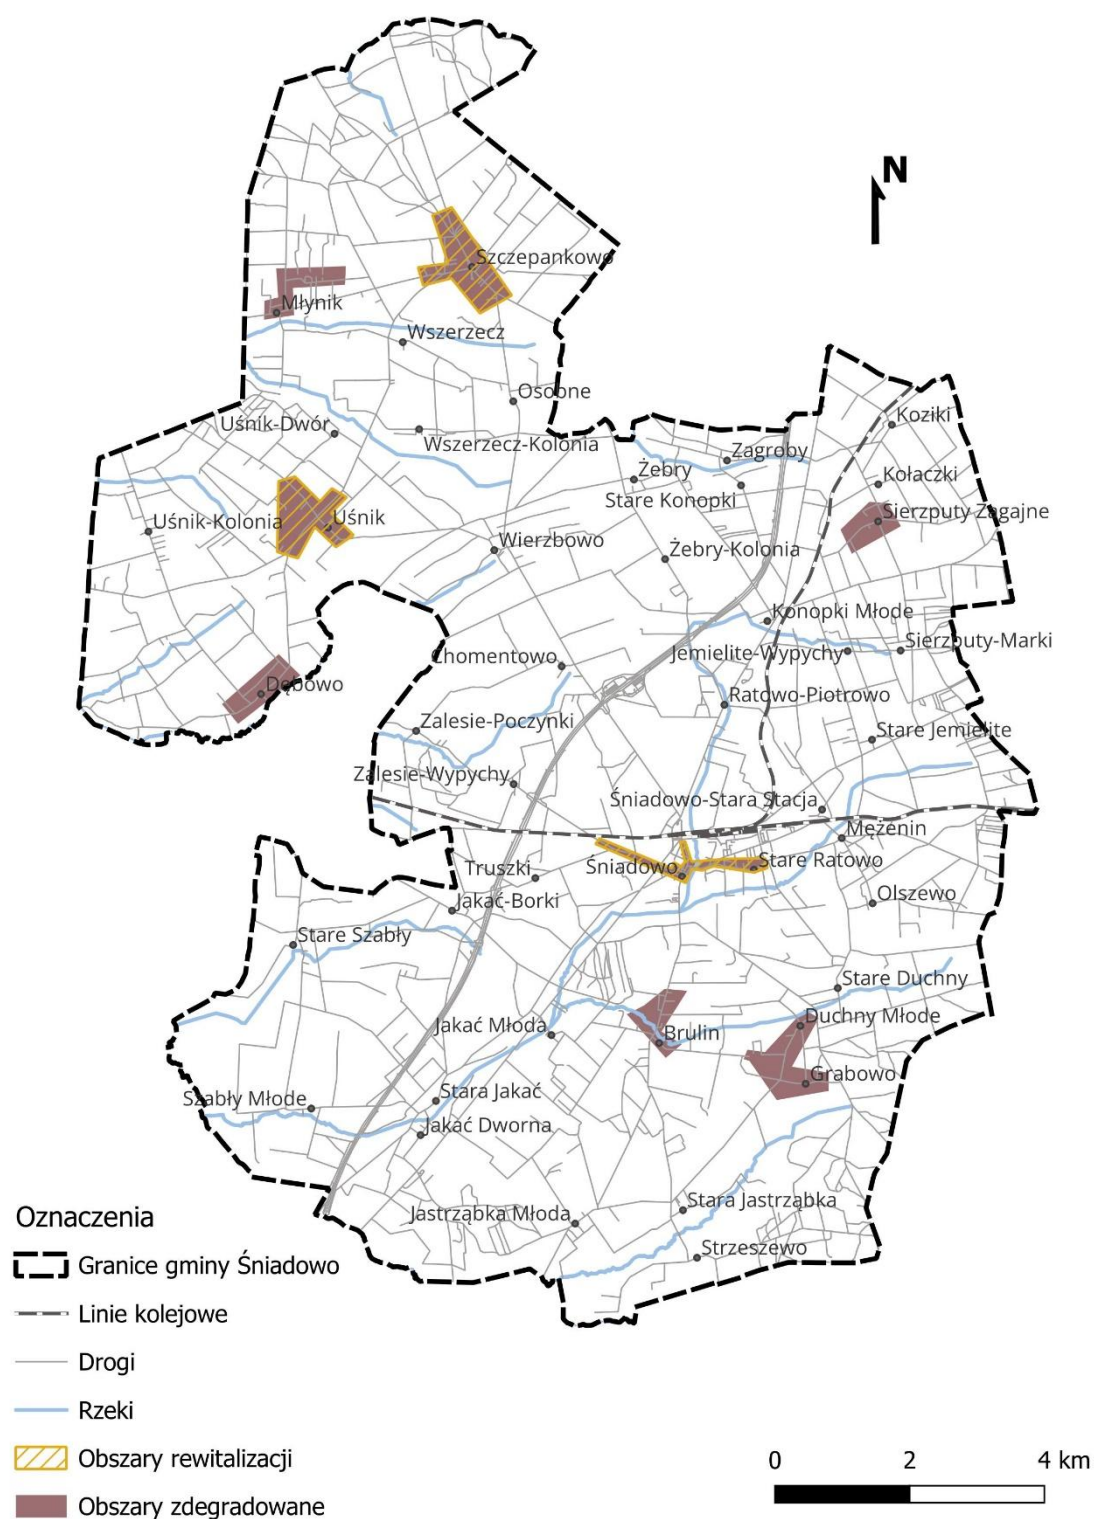 N
Szczepankowo
Młynik
Wszerzecz
Osobne
Koziki
Uśnik-Dwór
Wszerzecz-Kolonia
Zagroby
Żebry
Kołaczki
Stare Konopki
Sierzputy Zagajne
Uśnik-Kolonia
Uśnik
Wierzbowo
Żebry-Kolonia
Konopki Młode
Sierzputy-Marki
Jemielite-Wypychy
Chomentowo
Dębowo
Ratowo-Piotrowo
Zalesie-Poczynki
Stare Jemielite
Zalesie-Wypychy
Śniadowo-Stara Stacja
Mężenin
Truszki
Śniadowo
Stare Ratowo
Jakać-Borki
Olszewo
Stare Szabły
Stare Duchny
Duchny Młode
Jakać Młoda
Brulin
Grabowo
Stara Jakać
Szabły Młode
Jakać Dworna
Stara Jastrząbka
Jastrząbka Młoda
Strzeszewo
Oznaczenia
Granice gminy Śniadowo
Linie kolejowe
Drogi
Rzeki
Obszary rewitalizacji
Obszary zdegradowane
0 2 4 km